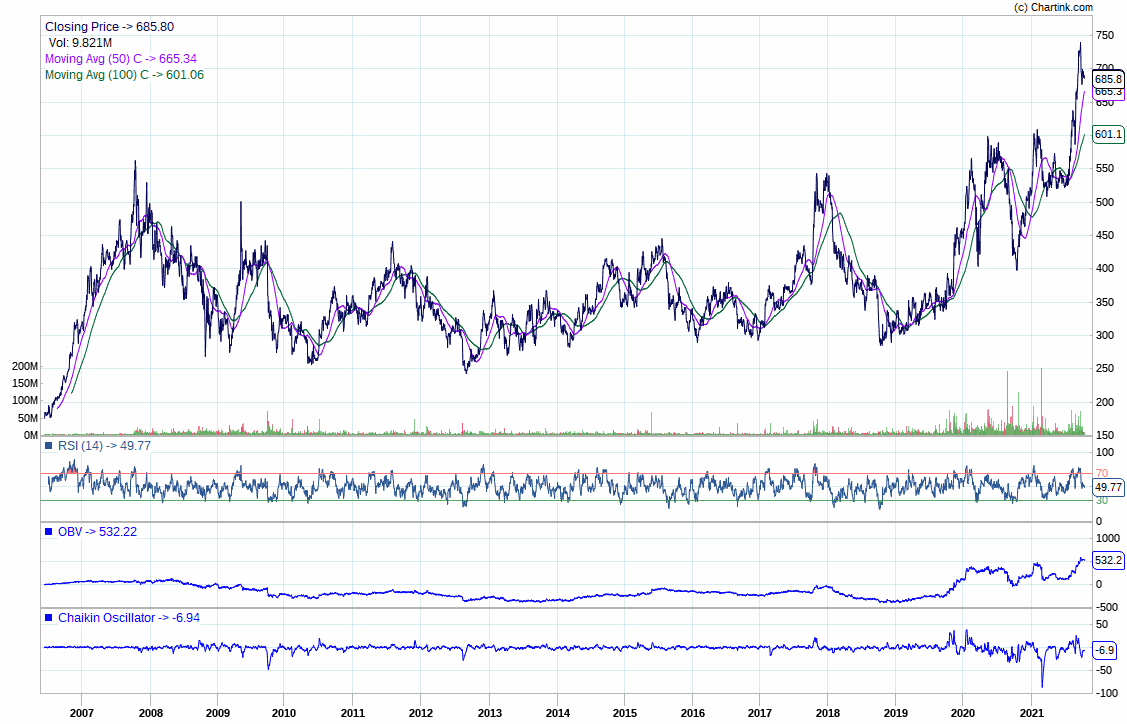 (c) Chartink.com
Closing Price -> 685.80
Vol: 9.821M
Moving Avg (50) C -> 665.34
Moving Avg (100) C -> 601.06
750
700
685.8
665.3
650
601.1
550
500
450
400
350
300
250
200
150
200M
150M
100M
50M
0M
RSI (14) -> 49.77
100
70
49.77
30
0
OBV -> 532.22
1000
532.2
0
-500
Chaikin Oscillator -> -6.94
50
-6.9
-50
-100
2007 2008 2009 2010 2011 2012 2013 2014 2015 2016 2017 2018 2019 2020 2021